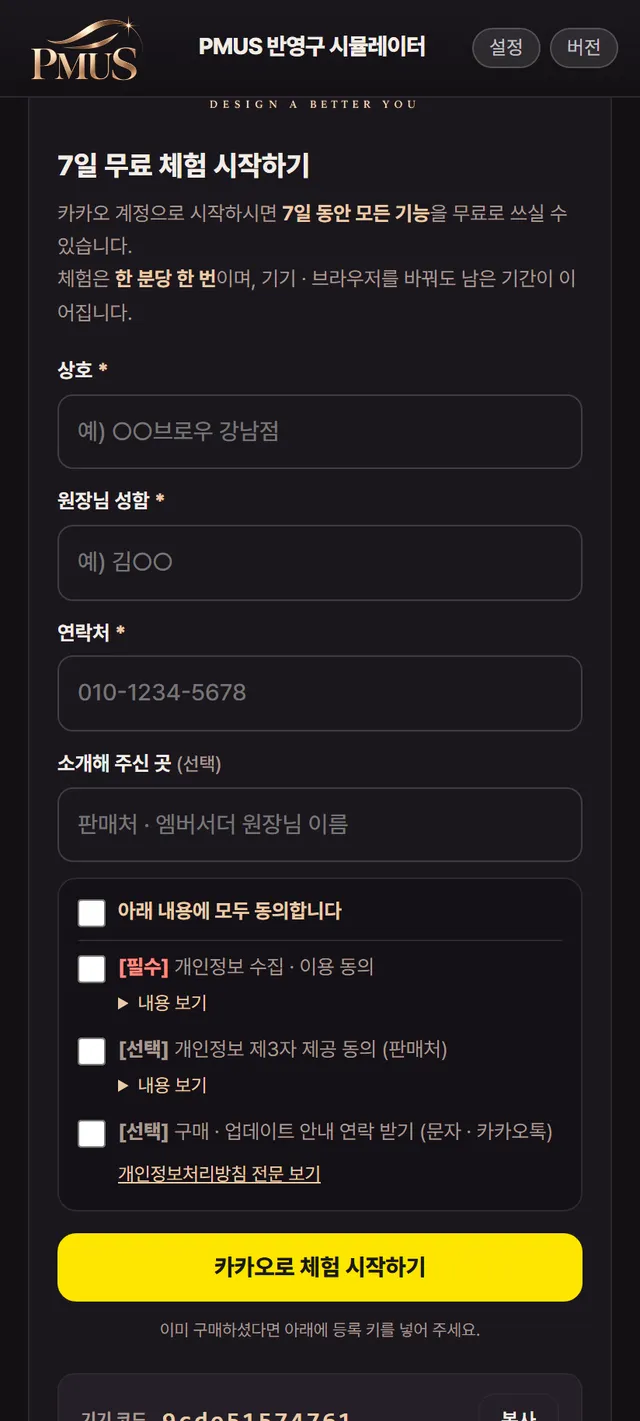 PMUS
PMUS 반영구 시뮬레이터
설정
버전
DESIGN A BETTER YOU
7일 무료 체험 시작하기
카카오 계정으로 시작하시면 7일 동안 모든 기능을 무료로 쓰실 수
있습니다.
체험은 한 분당 한 번이며, 기기 · 브라우저를 바꿔도 남은 기간이 이
어집니다.
상호 *
예) 〇〇브로우 강남점
원장님 성함 *
예) 김〇〇
연락처 *
010-1234-5678
소개해 주신 곳 (선택)
판매처 · 엠버서더 원장님 이름
아래 내용에 모두 동의합니다
[필수] 개인정보 수집 · 이용 동의
▶ 내용 보기
[선택] 개인정보 제3자 제공 동의 (판매처)
▶ 내용 보기
[선택] 구매 · 업데이트 안내 연락 받기 (문자 · 카카오톡)
개인정보처리방침 전문 보기
카카오로 체험 시작하기
이미 구매하셨다면 아래에 등록 키를 넣어 주세요.
기기 코드 9cde51574761
복사